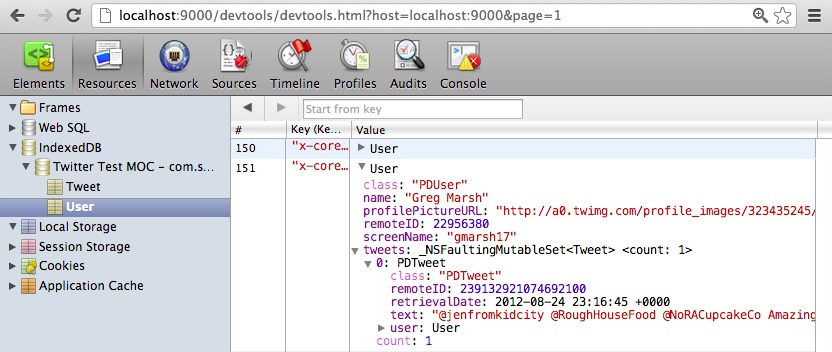 localhost:9000/devtools/devtools.html?host=localhost:9000&page=1
Elements Resources Network Sources Timeline Profiles Audits Console
Frames
Web SQL
IndexedDB
Twitter Test MOC – com.s...
Tweet
User
Local Storage
Session Storage
Cookies
Application Cache
Start from key
# Key (Ke... Value
150 "x-core... User
151 "x-core... User
class: "PDUser"
name: "Greg Marsh"
profilePictureURL: "http://a0.twimg.com/profile_images/323435245/
remoteID: 22956380
screenName: "gmarsh17"
tweets: _NSFaultingMutableSet<Tweet> <count: 1>
0: PDTweet
class: "PDTweet"
remoteID: 239132921074692100
retrievalDate: 2012-08-24 23:16:45 +0000
text: "@jenfromkidcity @RoughHouseFood @NoRACupcakeCo Amazing
user: User
count: 1